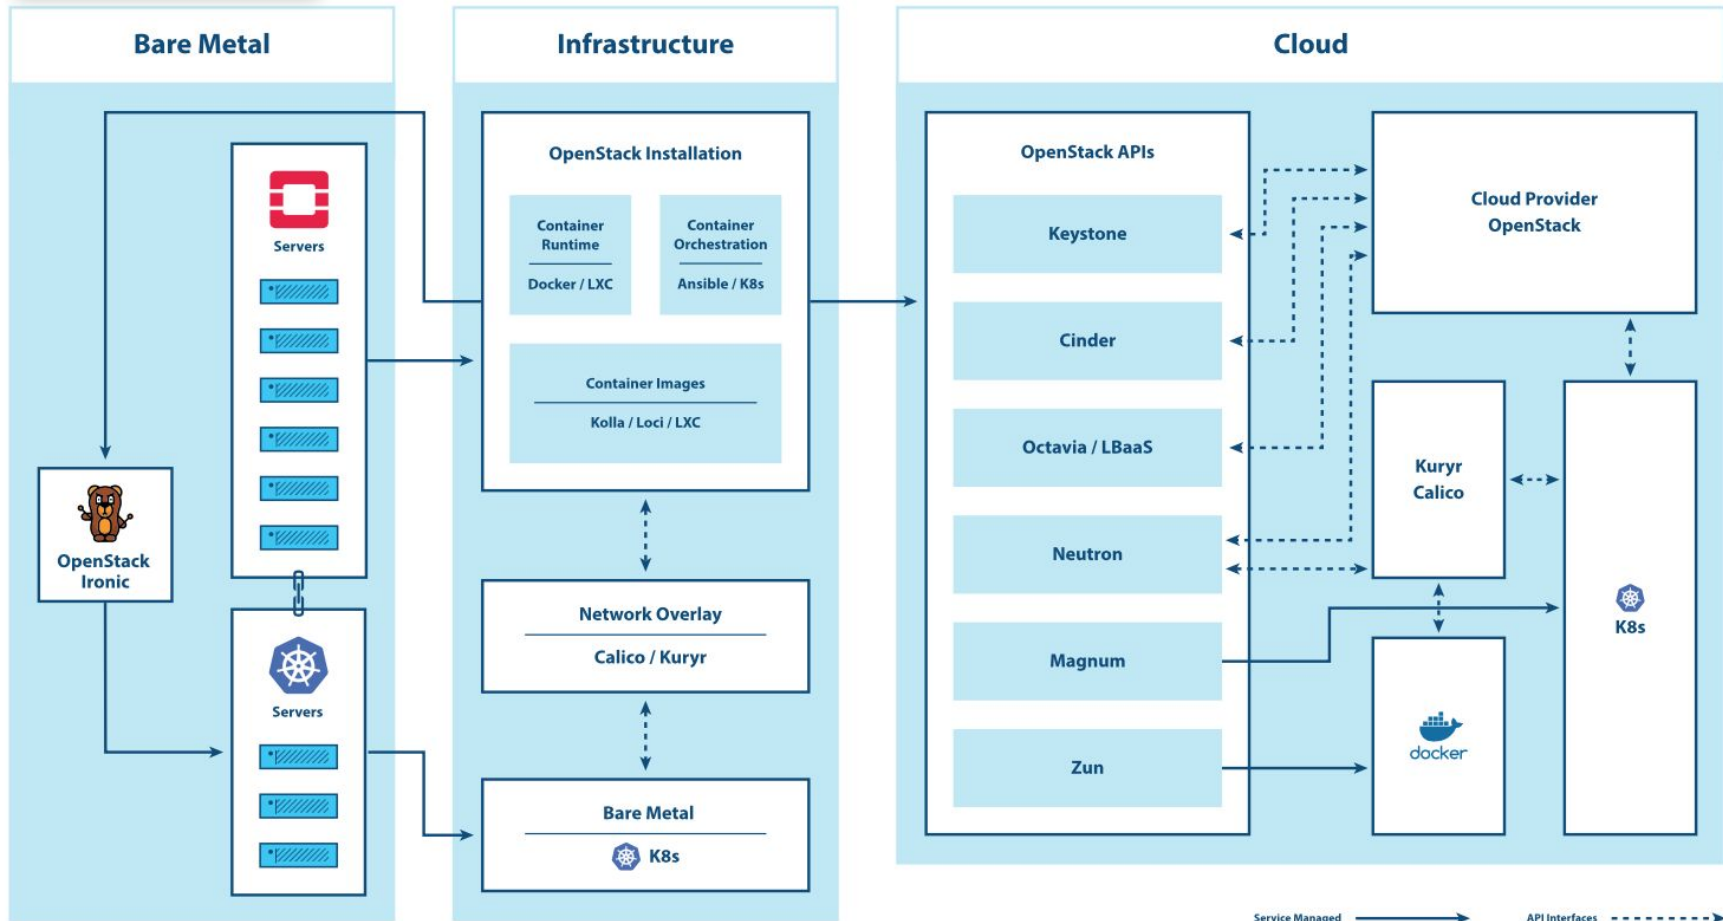 Bare Metal
Servers
OpenStack
Ironic
Servers
Infrastructure
OpenStack Installation
Container
Runtime
Docker / LXC
Container
Orchestration
Ansible / K8s
Container Images
Kolla / Loci / LXC
Network Overlay
Calico / Kuryr
Bare Metal
K8s
Cloud
OpenStack APIs
Keystone
Cinder
Octavia / LBaaS
Neutron
Magnum
Zun
Cloud Provider
OpenStack
Kuryr
Calico
docker
K8s
Service Managed
API Interfaces